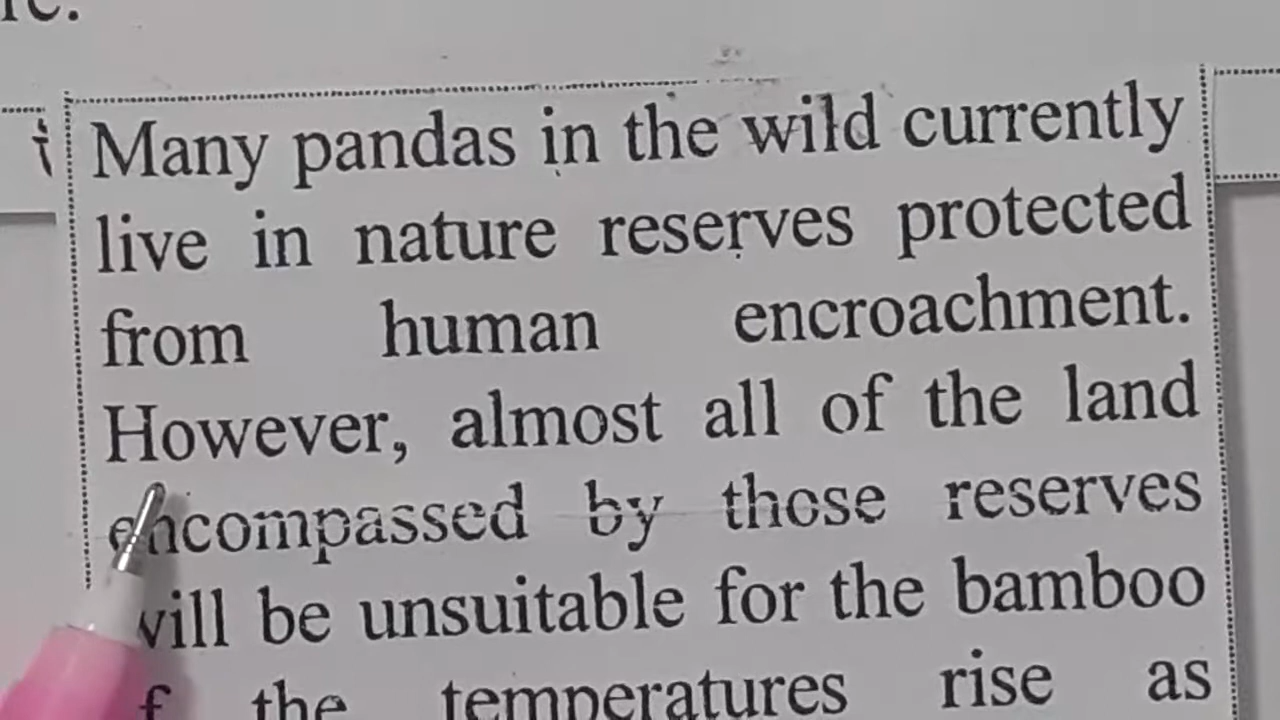 Many pandas in the wild currently
live in nature reserves protected
from human encroachment.
However, almost all of the land
encompassed by those reserves
will be unsuitable for the bamboo
if the temperatures rise as